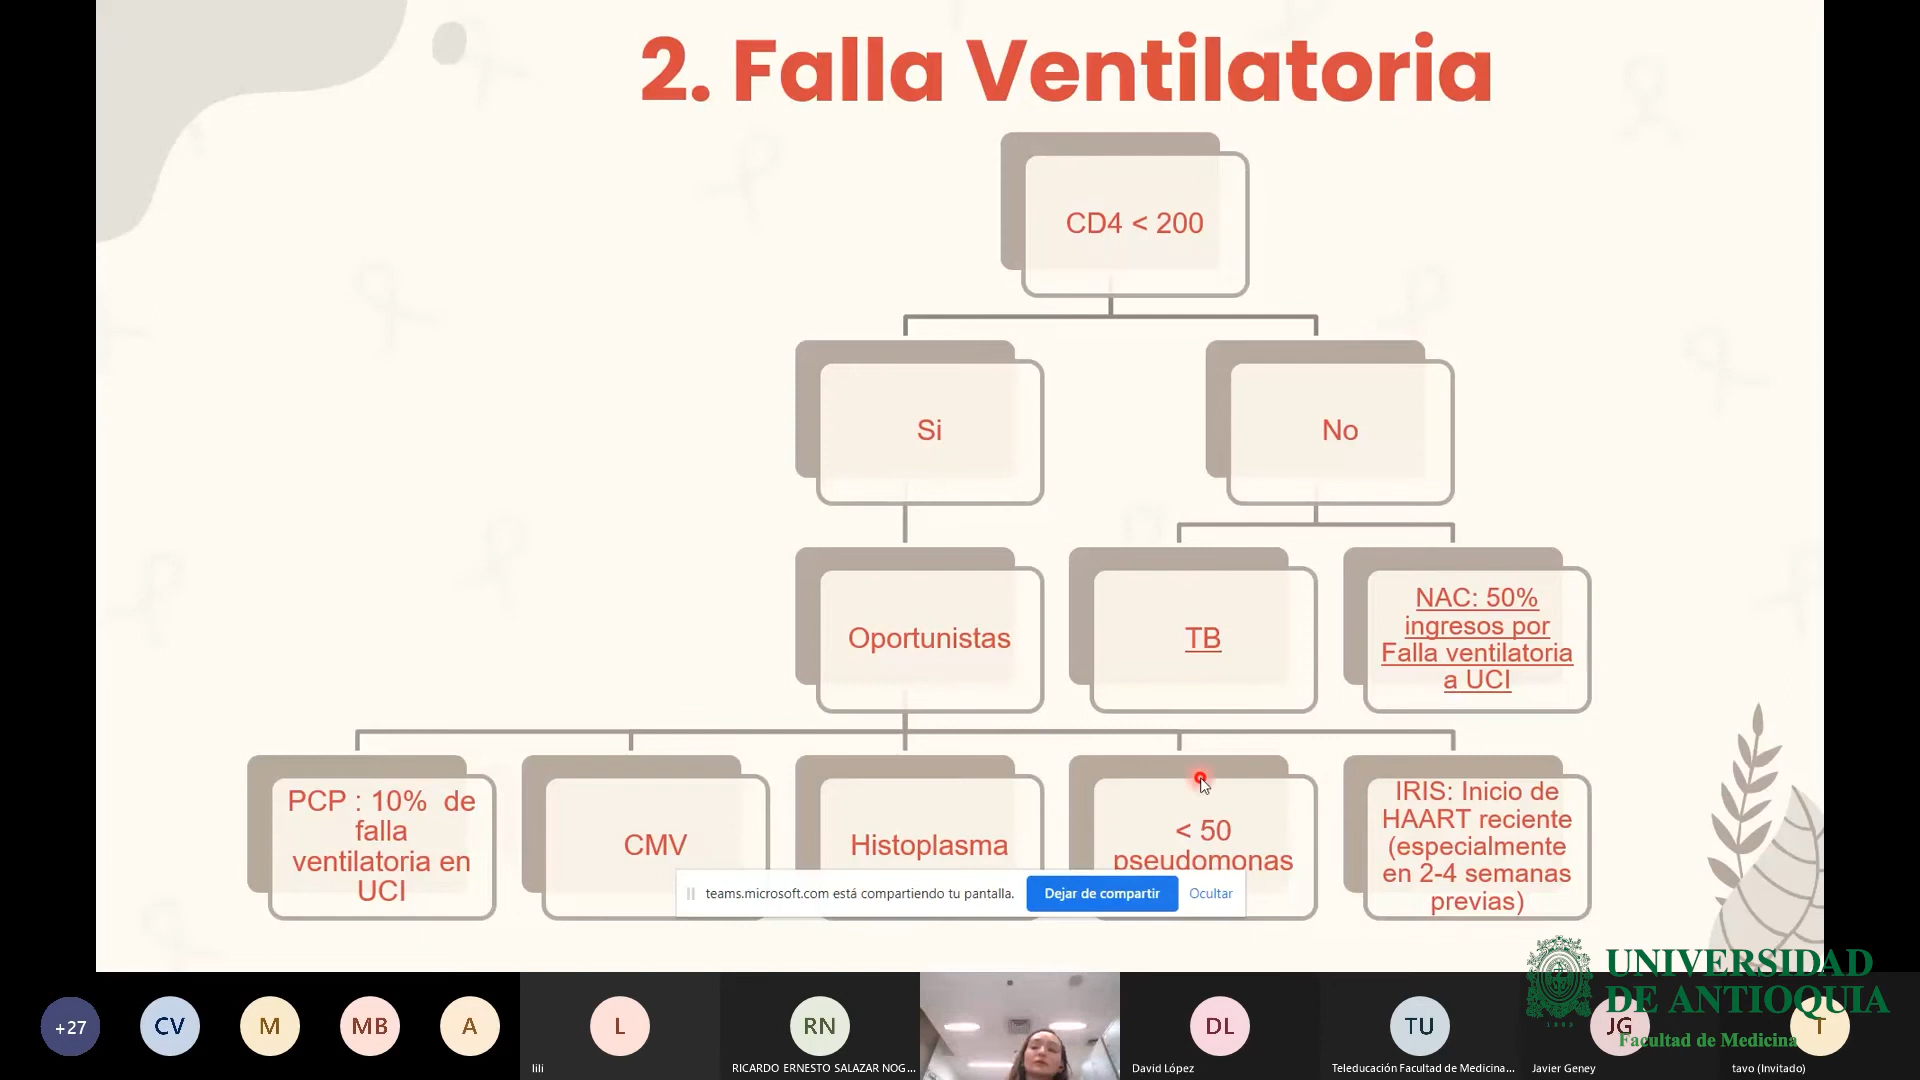 2. Falla Ventilatoria
CD4 < 200
Si
No
Oportunistas
TB
NAC: 50%
ingresos por
Falla ventilatoria
a UCI
PCP : 10% de
falla
ventilatoria en
UCI
CMV
Histoplasma
< 50
pseudomonas
IRIS: Inicio de
HAART reciente
(especialmente
en 2-4 semanas
previas)
teams.microsoft.com está compartiendo tu pantalla.
Dejar de compartir
Ocultar
UNIVERSIDAD
DE ANTIOQUIA
1803
Facultad de Medicina
+27
CV
M
MB
A
L
RN
DL
TU
JG
T
lili
RICARDO ERNESTO SALAZAR NOG...
David López
Teleducación Facultad de Medicina...
Javier Geney
tavo (Invitado)